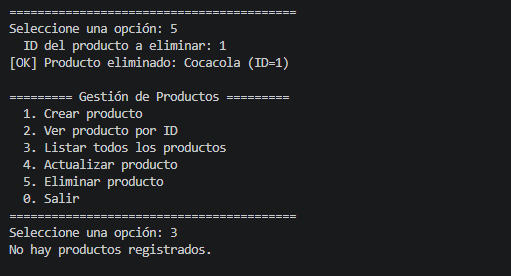 =========================================
Seleccione una opción: 5
  ID del producto a eliminar: 1
[OK] Producto eliminado: Cocacola (ID=1)

========= Gestión de Productos =========
  1. Crear producto
  2. Ver producto por ID
  3. Listar todos los productos
  4. Actualizar producto
  5. Eliminar producto
  0. Salir
=========================================
Seleccione una opción: 3
No hay productos registrados.